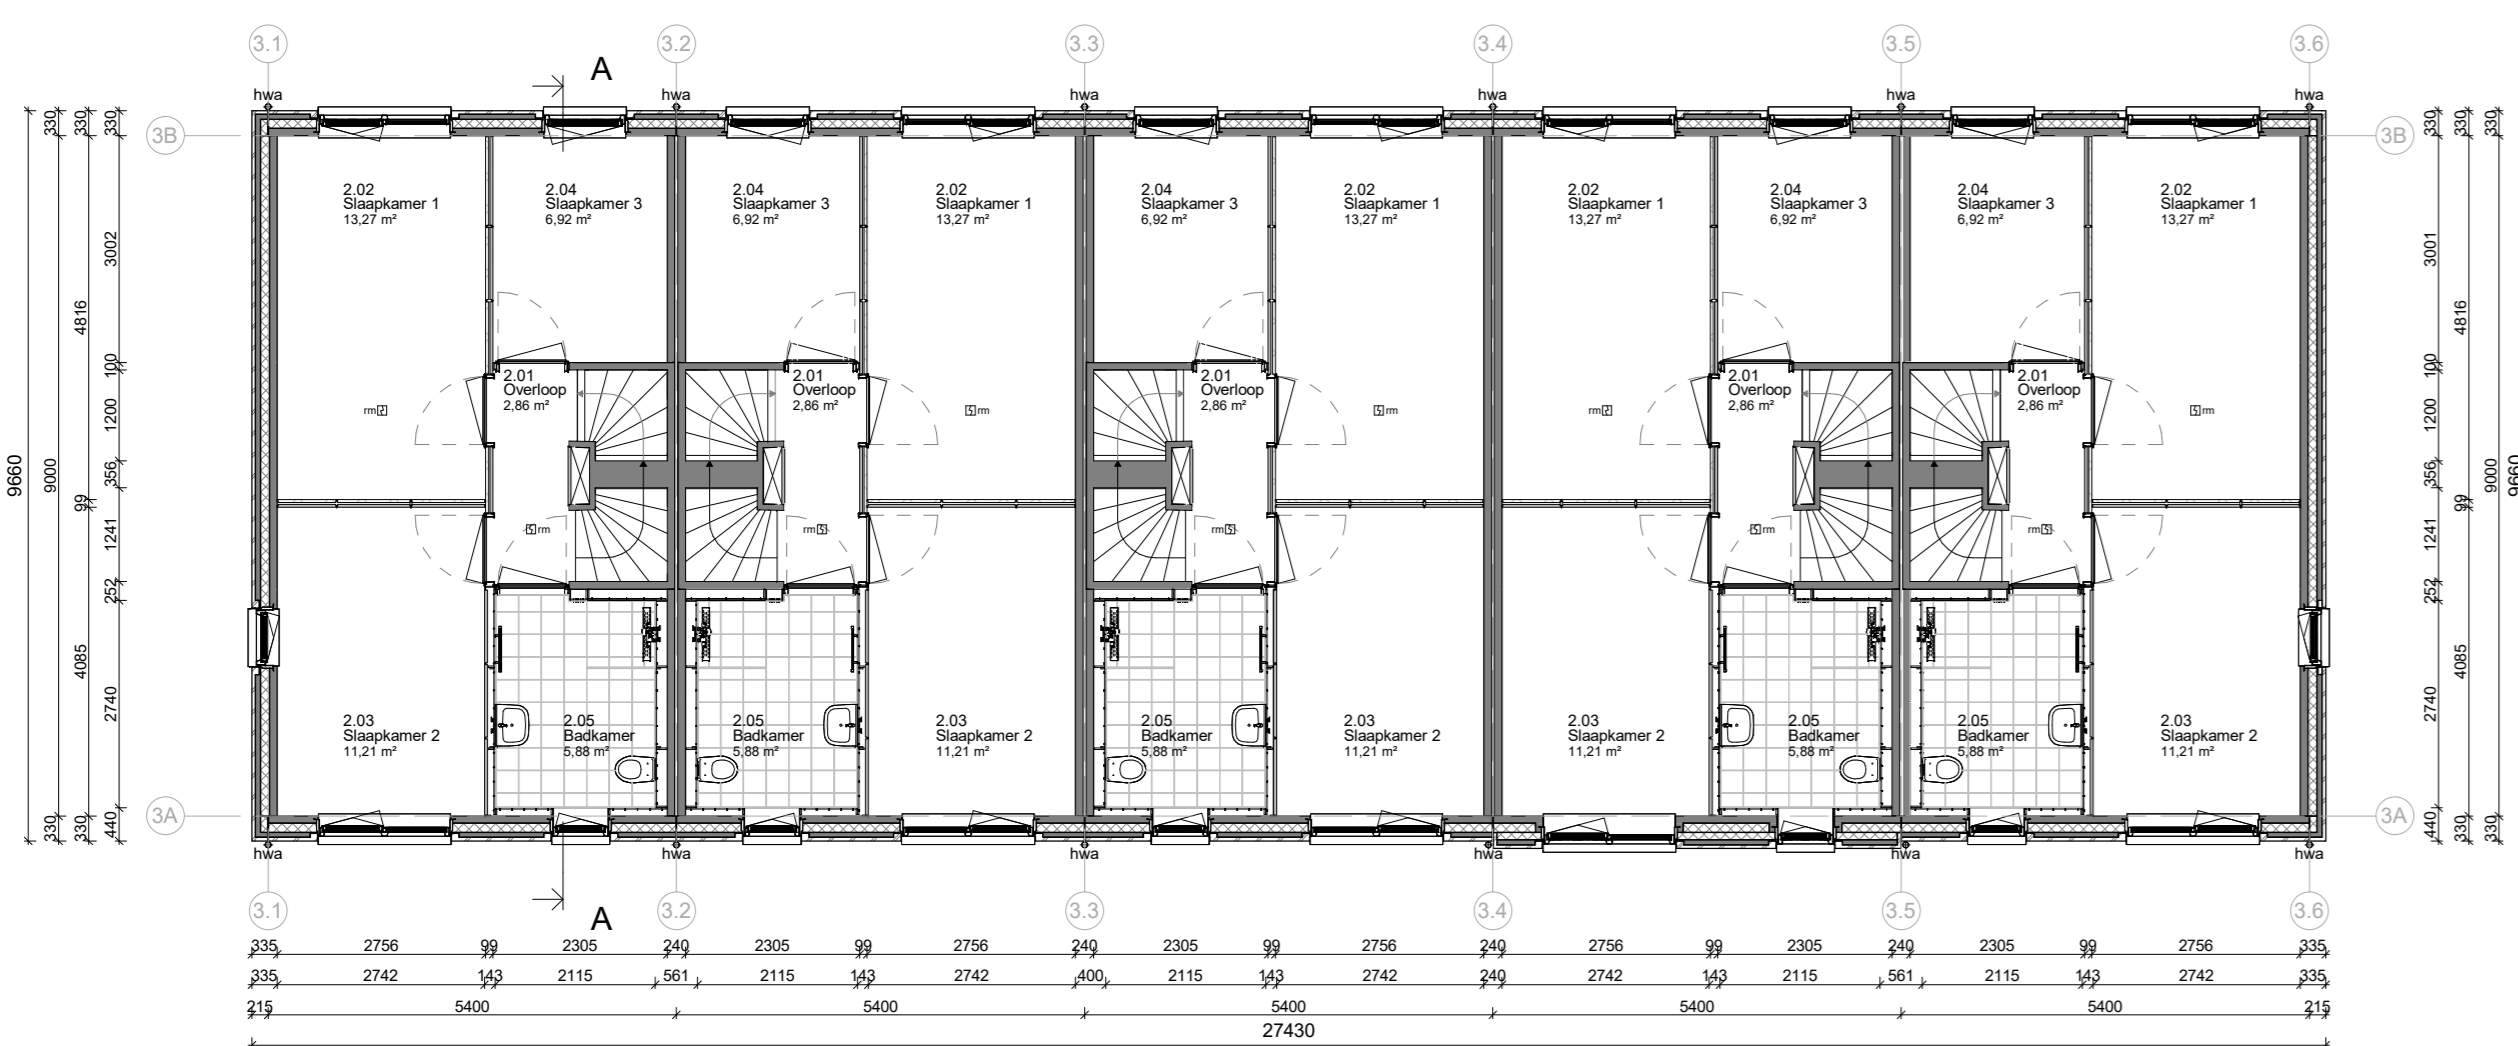 3.1 3.2 3.3 3.4 3.5 3.6
A
hwa hwa hwa hwa hwa hwa
3B 3B
330 330 330 330 330 330
2.02 2.04 2.04 2.02 2.04 2.02 2.02 2.04 2.04 2.02
Slaapkamer 1 Slaapkamer 3 Slaapkamer 3 Slaapkamer 1 Slaapkamer 3 Slaapkamer 1 Slaapkamer 1 Slaapkamer 3 Slaapkamer 3 Slaapkamer 1
13,27 m² 6,92 m² 6,92 m² 13,27 m² 6,92 m² 13,27 m² 13,27 m² 6,92 m² 6,92 m² 13,27 m²
3002 3001
4816 4816
100 100
2.01 2.01 2.01 2.01 2.01
Overloop Overloop Overloop Overloop Overloop
2,86 m² 2,86 m² 2,86 m² 2,86 m² 2,86 m²
rm rm rm rm rm
1200 1200
9660 9000 356 356 9000 9660
99 99
rm rm rm rm rm
1241 1241
252 252
4085 4085
2740 2740
2.03 2.05 2.05 2.03 2.05 2.03 2.03 2.05 2.05 2.03
Slaapkamer 2 Badkamer Badkamer Slaapkamer 2 Badkamer Slaapkamer 2 Slaapkamer 2 Badkamer Badkamer Slaapkamer 2
11,21 m² 5,88 m² 5,88 m² 11,21 m² 5,88 m² 11,21 m² 11,21 m² 5,88 m² 5,88 m² 11,21 m²
3A 3A
330 330 440 440 330 330
hwa hwa hwa hwa hwa hwa
3.1 3.2 3.3 3.4 3.5 3.6
A
335 2756 99 2305 240 2305 99 2756 240 2305 99 2756 240 2756 99 2305 240 2305 99 2756 335
335 2742 143 2115 561 2115 143 2742 400 2115 143 2742 240 2742 143 2115 561 2115 143 2742 335
215 5400 5400 5400 5400 5400 215
27430